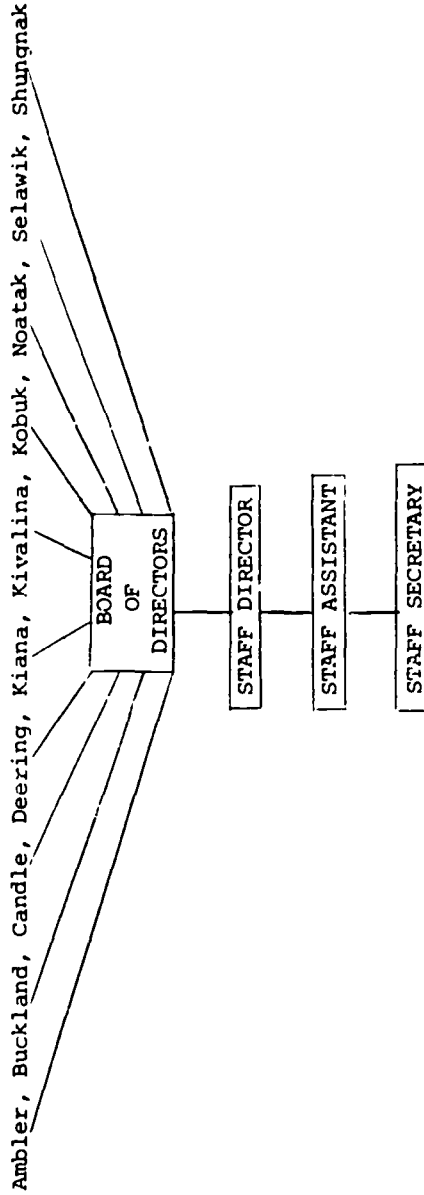 Ambler, Buckland, Candle, Deering, Kiana, Kivalina, Kobuk, Noatak, Selawik, Shungnak
BOARD
OF
DIRECTORS
STAFF DIRECTOR
STAFF ASSISTANT
STAFF SECRETARY